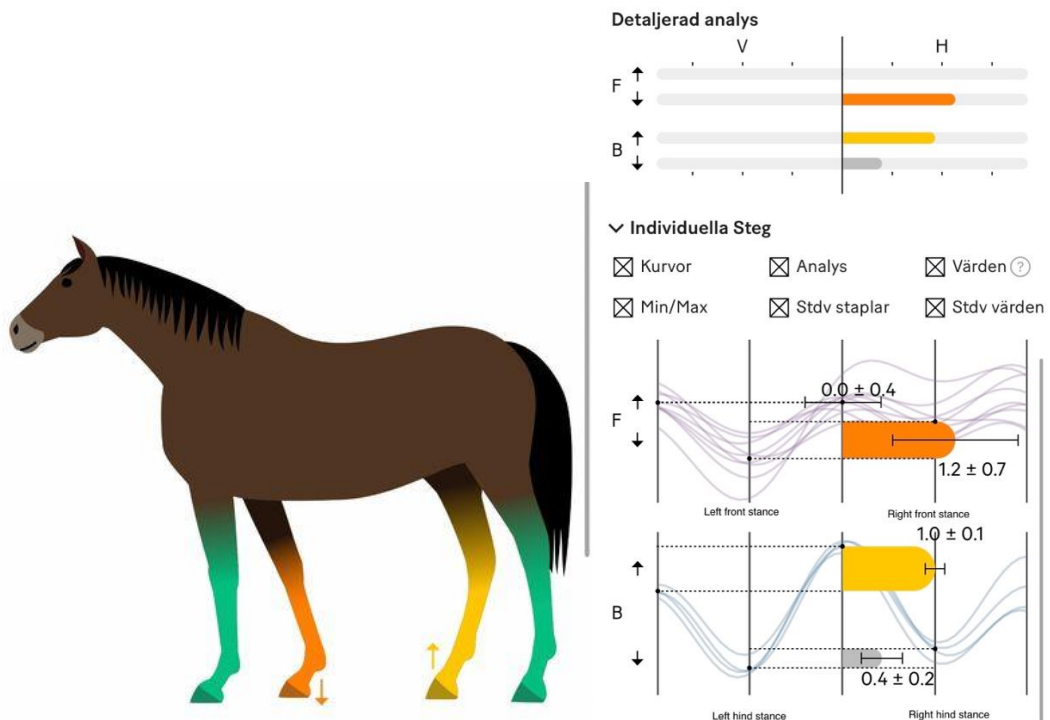 Detaljerad analys
V H
F ↑
↓
B ↑
↓
Individuella Steg
Kurvor Analys Värden ?
Min/Max Stdv staplar Stdv värden
0.0 ± 0.4
F ↑
↓
1.2 ± 0.7
Left front stance Right front stance
1.0 ± 0.1
↑
B
↓
0.4 ± 0.2
Left hind stance Right hind stance